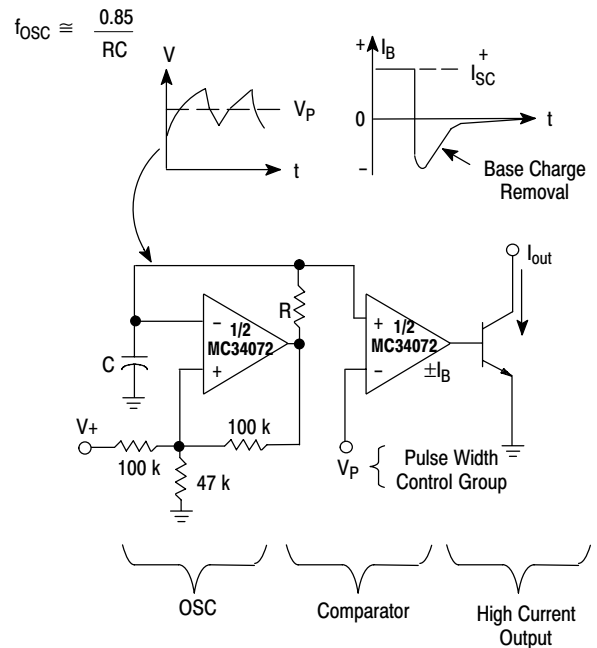 fOSC ≅ 0.85
RC
V
VP
t
+ IB
+
ISC
0
t
−
Base Charge
Removal
Iout
R
−
1/2
MC34072
+
C
+
1/2
MC34072
−
±IB
V+
100 k
100 k
47 k
VP { Pulse Width
Control Group
OSC
Comparator
High Current
Output